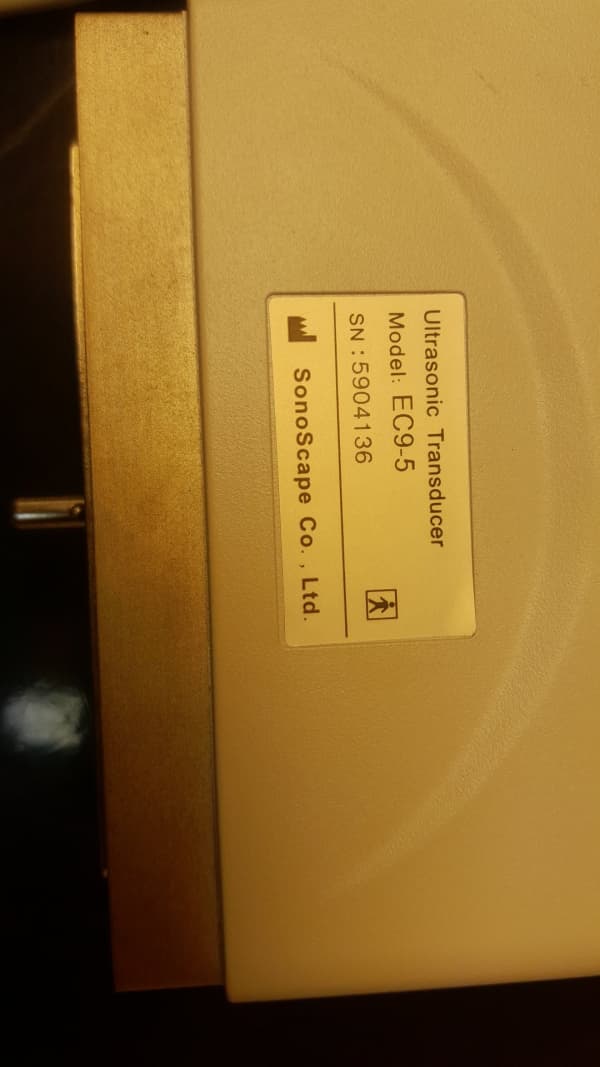 Ultrasonic Transducer
Model: EC9-5
SN:5904136
SonoScape Co., Ltd.